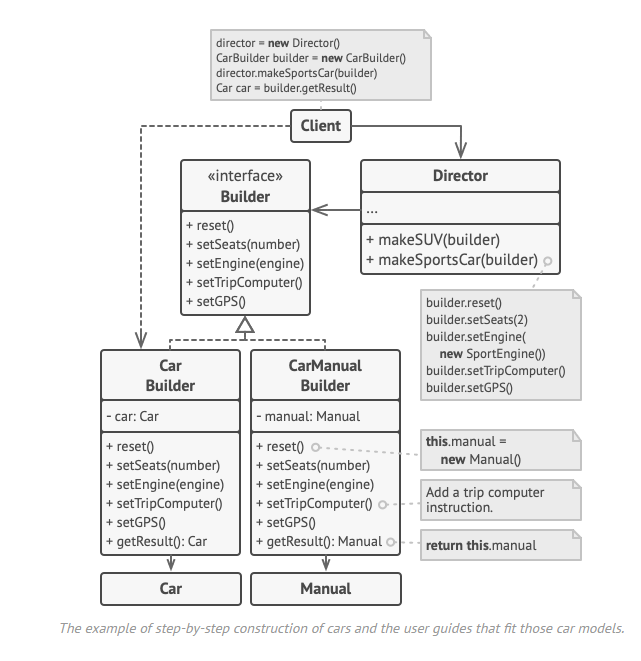 director = new Director()
CarBuilder builder = new CarBuilder()
director.makeSportsCar(builder)
Car car = builder.getResult()
Client
«interface»
Builder
+ reset()
+ setSeats(number)
+ setEngine(engine)
+ setTripComputer()
+ setGPS()
Director
...
+ makeSUV(builder)
+ makeSportsCar(builder)
builder.reset()
builder.setSeats(2)
builder.setEngine(
new SportEngine())
builder.setTripComputer()
builder.setGPS()
Car
Builder
- car: Car
+ reset()
+ setSeats(number)
+ setEngine(engine)
+ setTripComputer()
+ setGPS()
+ getResult(): Car
CarManual
Builder
- manual: Manual
+ reset()
+ setSeats(number)
+ setEngine(engine)
+ setTripComputer()
+ setGPS()
+ getResult(): Manual
this.manual =
new Manual()
Add a trip computer
instruction.
return this.manual
Car
Manual
The example of step-by-step construction of cars and the user guides that fit those car models.